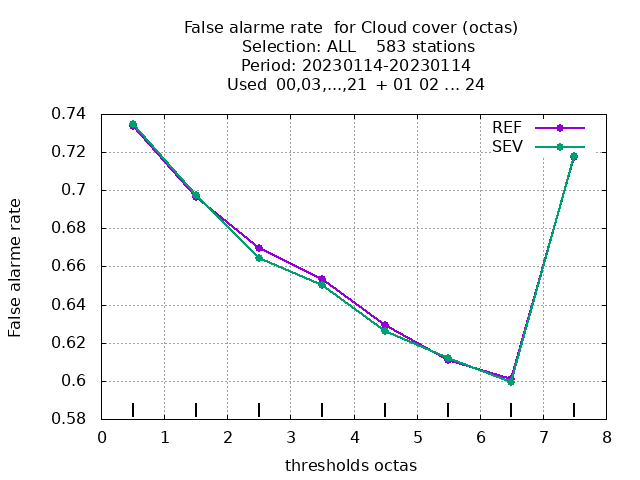 False alarme rate  for Cloud cover (octas)
Selection: ALL    583 stations
Period: 20230114-20230114
Used  00,03,...,21  + 01 02 ... 24
REF
SEV
0.74
0.72
0.7
0.68
0.66
0.64
0.62
0.6
0.58
False alarme rate
0 1 2 3 4 5 6 7 8
thresholds octas